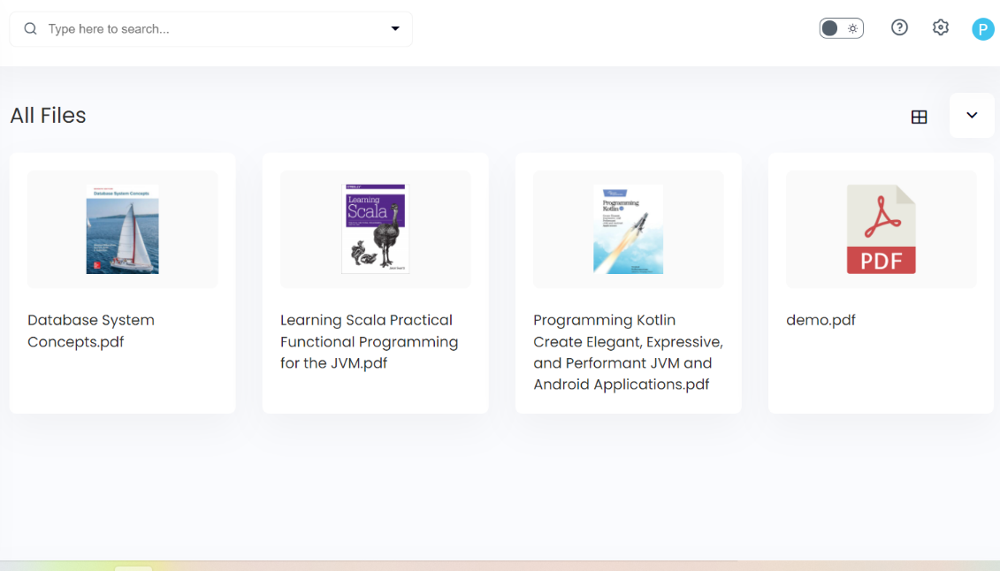 Type here to search...
P
All Files
Database System Concepts
O'REILLY
Learning
Scala
Programming
Kotlin
PDF
Database System
Concepts.pdf
Learning Scala Practical
Functional Programming
for the JVM.pdf
Programming Kotlin
Create Elegant, Expressive,
and Performant JVM and
Android Applications.pdf
demo.pdf